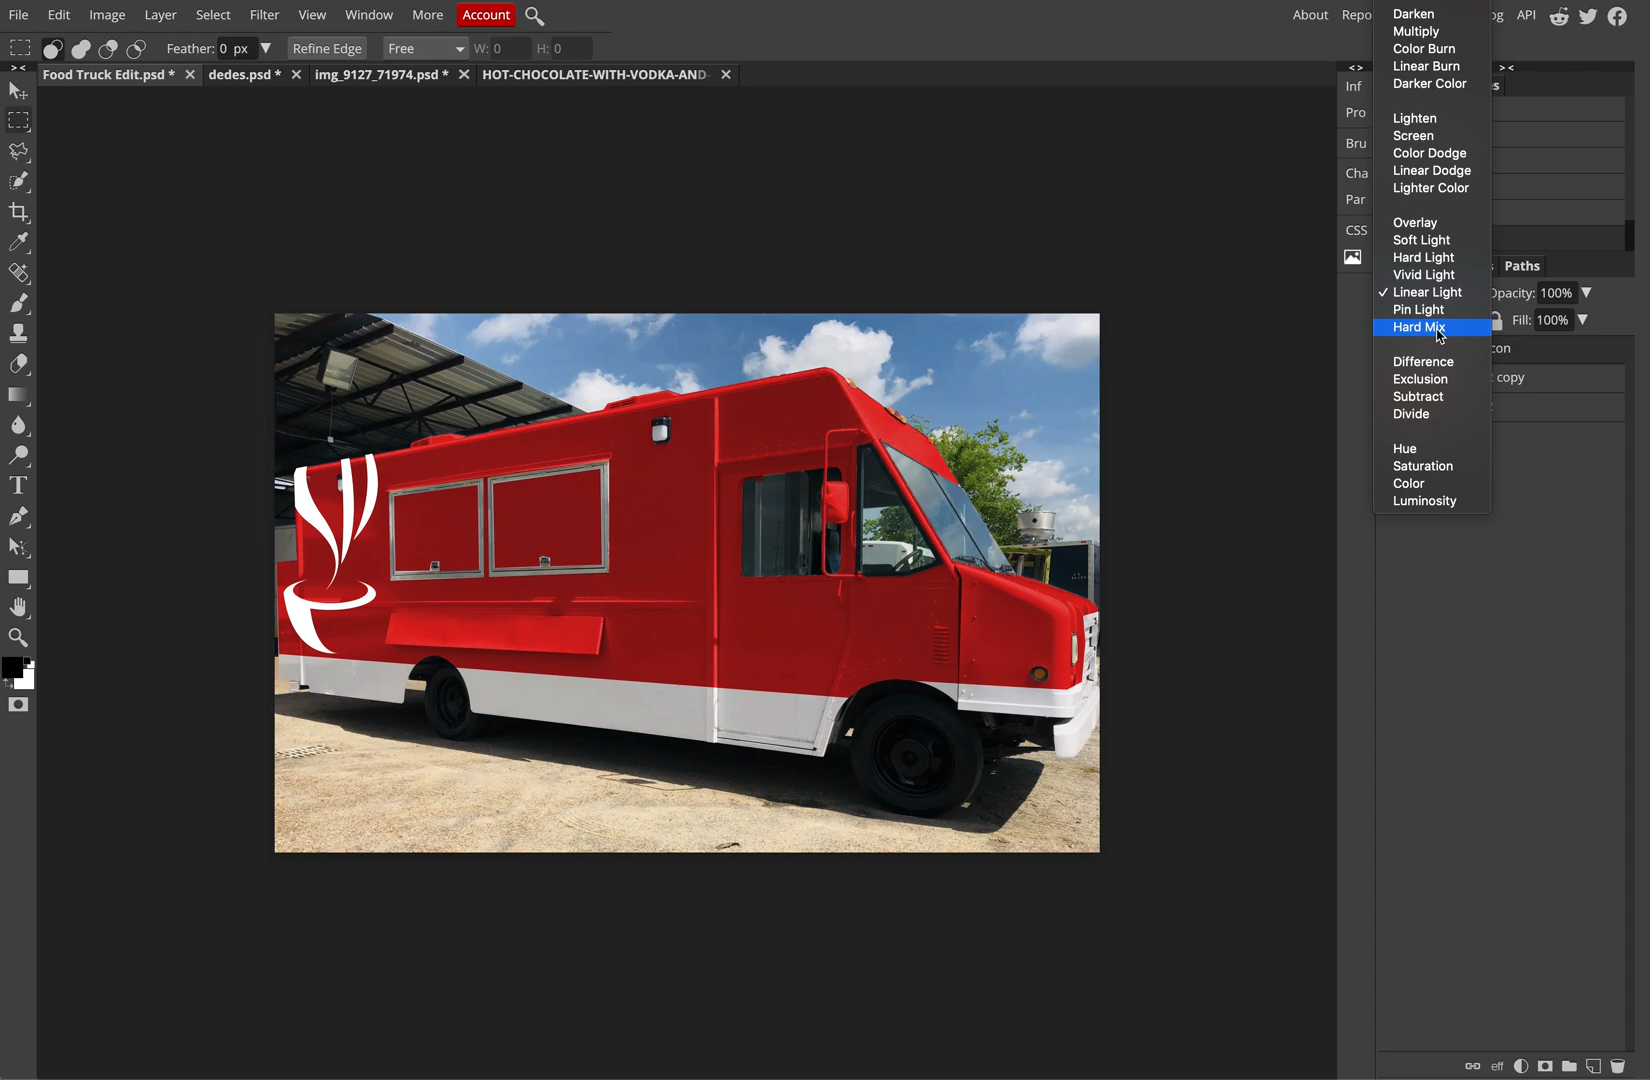 File Edit Image Layer Select Filter View Window More Account
About Repo og API
Feather: 0 px Refine Edge Free W: 0 H: 0
Food Truck Edit.psd * dedes.psd * img_9127_71974.psd * HOT-CHOCOLATE-WITH-VODKA-AND-
Inf
Pro
Bru
Cha
Par
CSS
Darken
Multiply
Color Burn
Linear Burn
Darker Color
Lighten
Screen
Color Dodge
Linear Dodge
Lighter Color
Overlay
Soft Light
Hard Light
Vivid Light
Linear Light
Pin Light
Hard Mix
Difference
Exclusion
Subtract
Divide
Hue
Saturation
Color
Luminosity
es
s Paths
Opacity: 100%
Fill: 100%
con
copy
eff